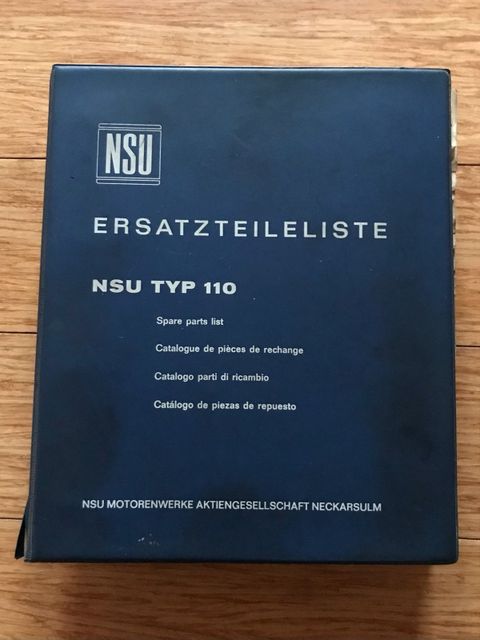 NSU
ERSATZTEILELISTE
NSU TYP 110
Spare parts list
Catalogue de pièces de rechange
Catalogo parti di ricambio
Catálogo de piezas de repuesto
NSU MOTORENWERKE AKTIENGESELLSCHAFT NECKARSULM